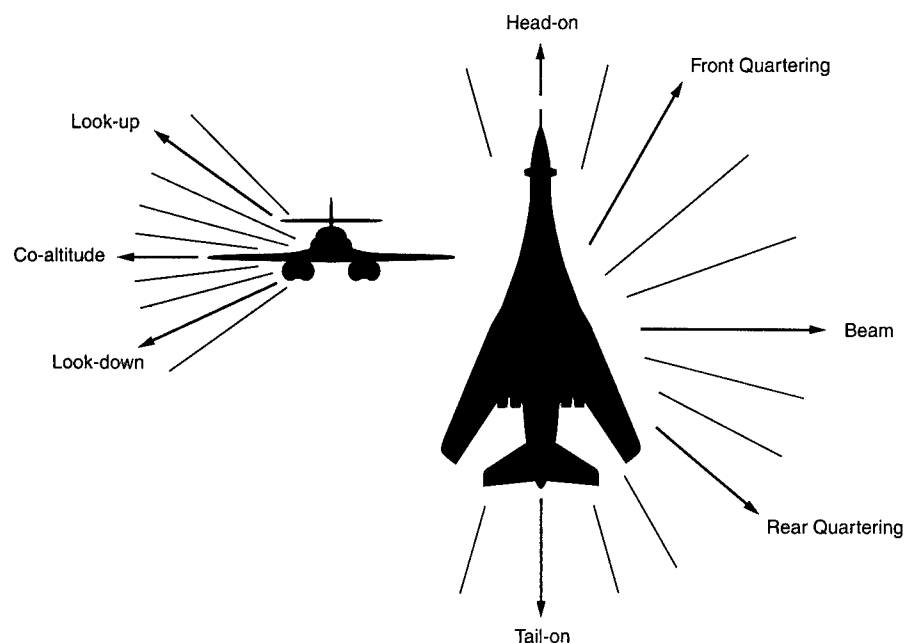 Head-on
Front Quartering
Look-up
Co-altitude
Beam
Look-down
Rear Quartering
Tail-on